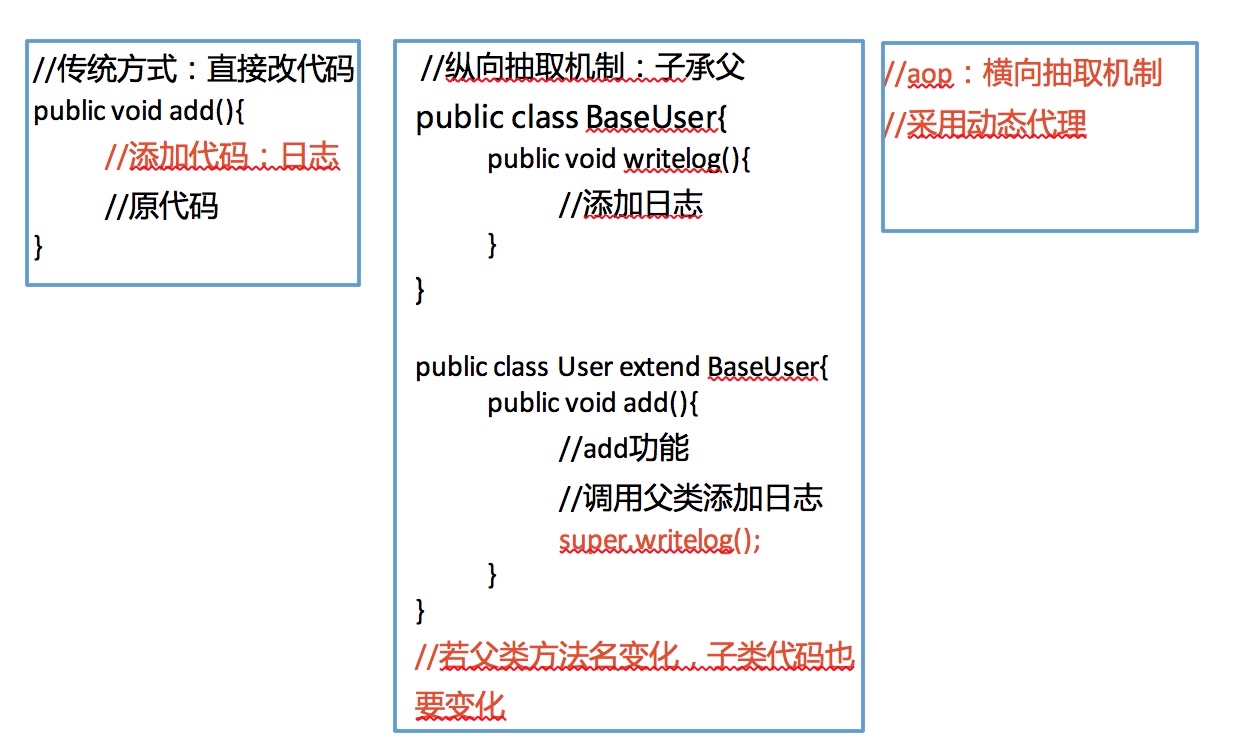 //传统方式：直接改代码
public void add(){
//添加代码：日志
//原代码
}
//纵向抽取机制：子承父
public class BaseUser{
public void writelog(){
//添加日志
}
}
public class User extend BaseUser{
public void add(){
//add功能
//调用父类添加日志
super.writelog();
}
}
//若父类方法名变化，子类代码也
要变化
//aop：横向抽取机制
//采用动态代理